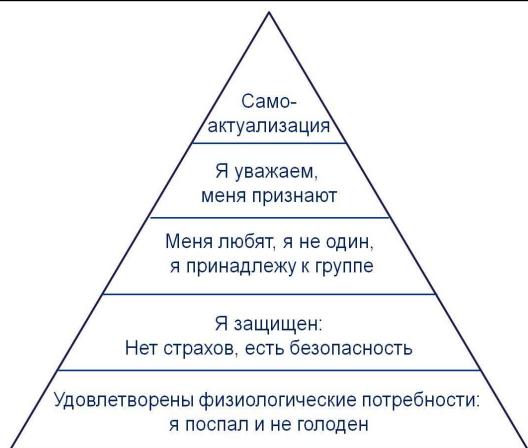 Само-
актуализация
Я уважаем,
меня признают
Меня любят, я не один,
я принадлежу к группе
Я защищен:
Нет страхов, есть безопасность
Удовлетворены физиологические потребности:
я поспал и не голоден